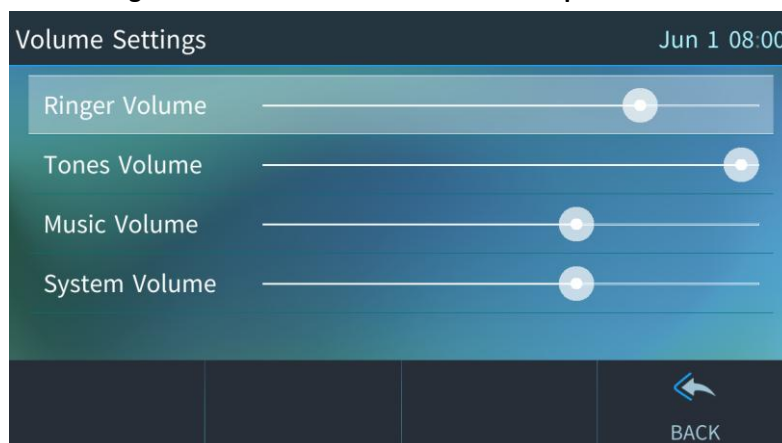 Volume Settings
Jun 1 08:00
Ringer Volume
Tones Volume
Music Volume
System Volume
BACK